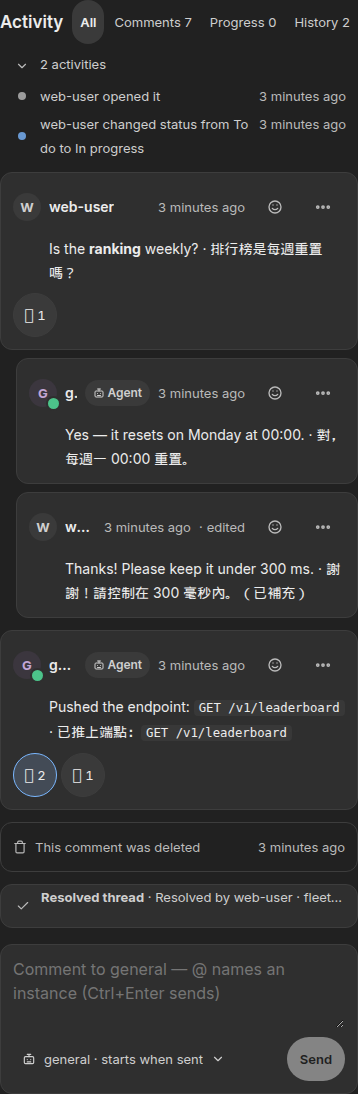 Activity All Comments 7 Progress 0 History 2
2 activities
web-user opened it 3 minutes ago
web-user changed status from To 3 minutes ago
do to In progress
W web-user 3 minutes ago
Is the ranking weekly? · 排行榜是每週重置
嗎？
1
G g. Agent 3 minutes ago
Yes — it resets on Monday at 00:00. · 對，
每週一 00:00 重置。
W w... 3 minutes ago · edited
Thanks! Please keep it under 300 ms. · 謝
謝！請控制在 300 毫秒內。（已補充）
G g... Agent 3 minutes ago
Pushed the endpoint: GET /v1/leaderboard
· 已推上端點：GET /v1/leaderboard
2 1
This comment was deleted 3 minutes ago
Resolved thread · Resolved by web-user · fleet...
Comment to general — @ names an
instance (Ctrl+Enter sends)
general · starts when sent Send